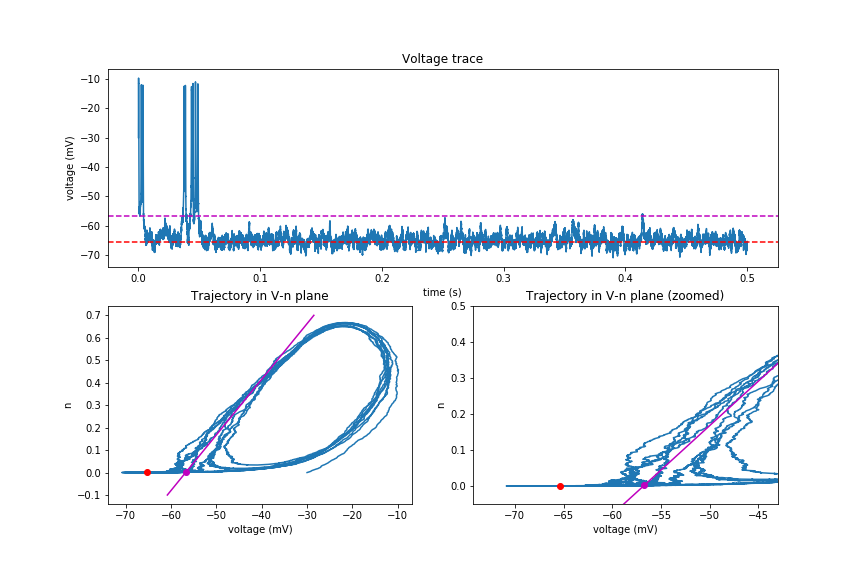 Voltage trace
voltage (mV)
−10
−20
−30
−40
−50
−60
−70
0.0 0.1 0.2 0.3 0.4 0.5
time (s)
Trajectory in V-n plane
n
0.7
0.6
0.5
0.4
0.3
0.2
0.1
0.0
−0.1
−70 −60 −50 −40 −30 −20 −10
voltage (mV)
Trajectory in V-n plane (zoomed)
n
0.5
0.4
0.3
0.2
0.1
0.0
−70 −65 −60 −55 −50 −45
voltage (mV)